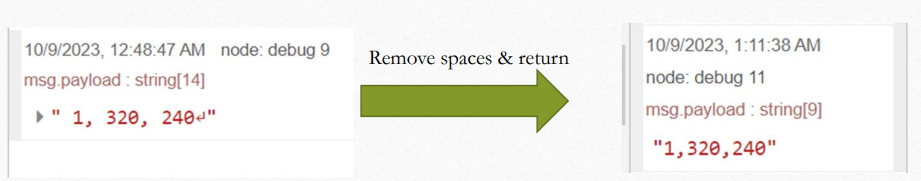 10/9/2023, 12:48:47 AM node: debug 9
msg.payload : string[14]
" 1, 320, 240↵"
Remove spaces & return
10/9/2023, 1:11:38 AM
node: debug 11
msg.payload : string[9]
"1,320,240"